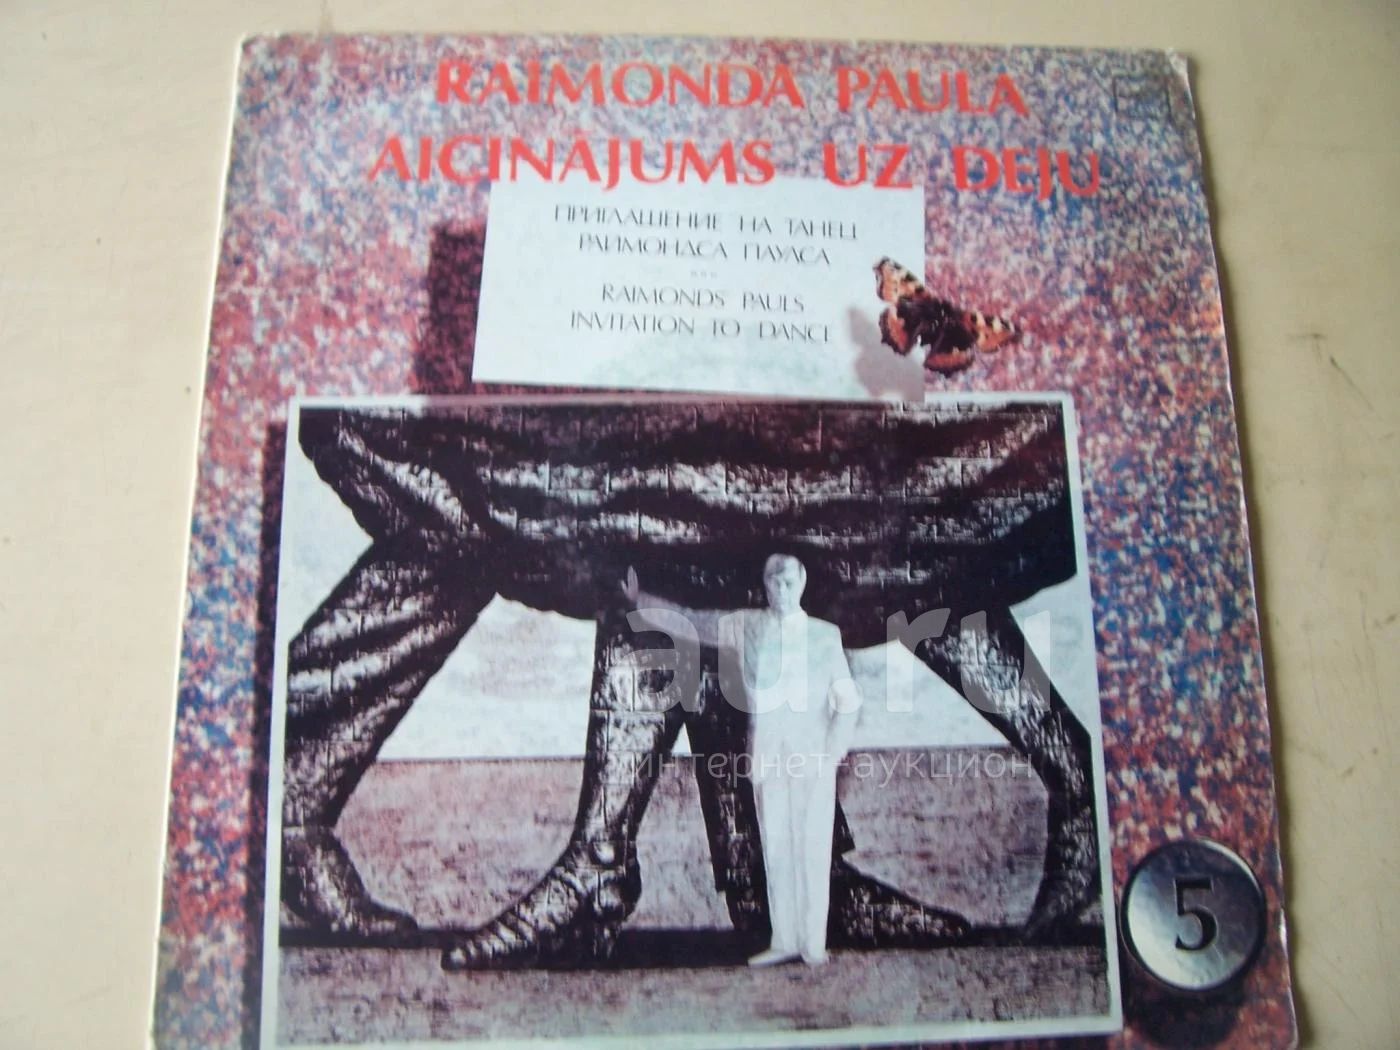 RAIMONDA PAULA
AICINĀJUMS UZ DEJU
ПРИГЛАШЕНИЕ НА ТАНЕЦ
РАЙМОНДСА ПАУЛСА
***
RAIMONDS PAULS
INVITATION TO DANCE
au.ru
интернет-аукцион
5